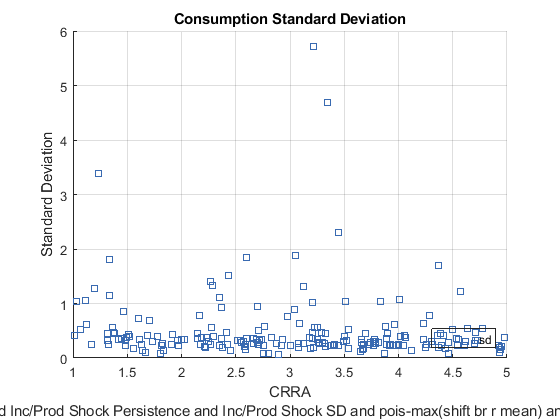 Consumption Standard Deviation
6
5
4
3
2
1
0
Standard Deviation
sd
1 1.5 2 2.5 3 3.5 4 4.5 5
CRRA
d Inc/Prod Shock Persistence and Inc/Prod Shock SD and pois-max(shift br r mean) an